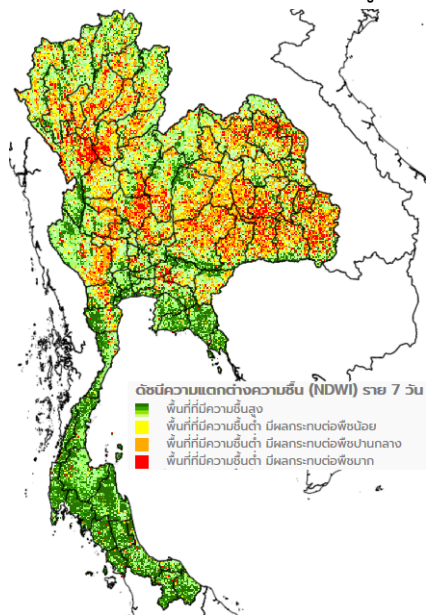 ดัชนีความแตกต่างความชื้น (NDWI) ราย 7 วัน
พื้นที่ที่มีความชื้นสูง
พื้นที่ที่มีความชื้นต่ำ มีผลกระทบต่อพืชน้อย
พื้นที่ที่มีความชื้นต่ำ มีผลกระทบต่อพืชปานกลาง
พื้นที่ที่มีความชื้นต่ำ มีผลกระทบต่อพืชมาก